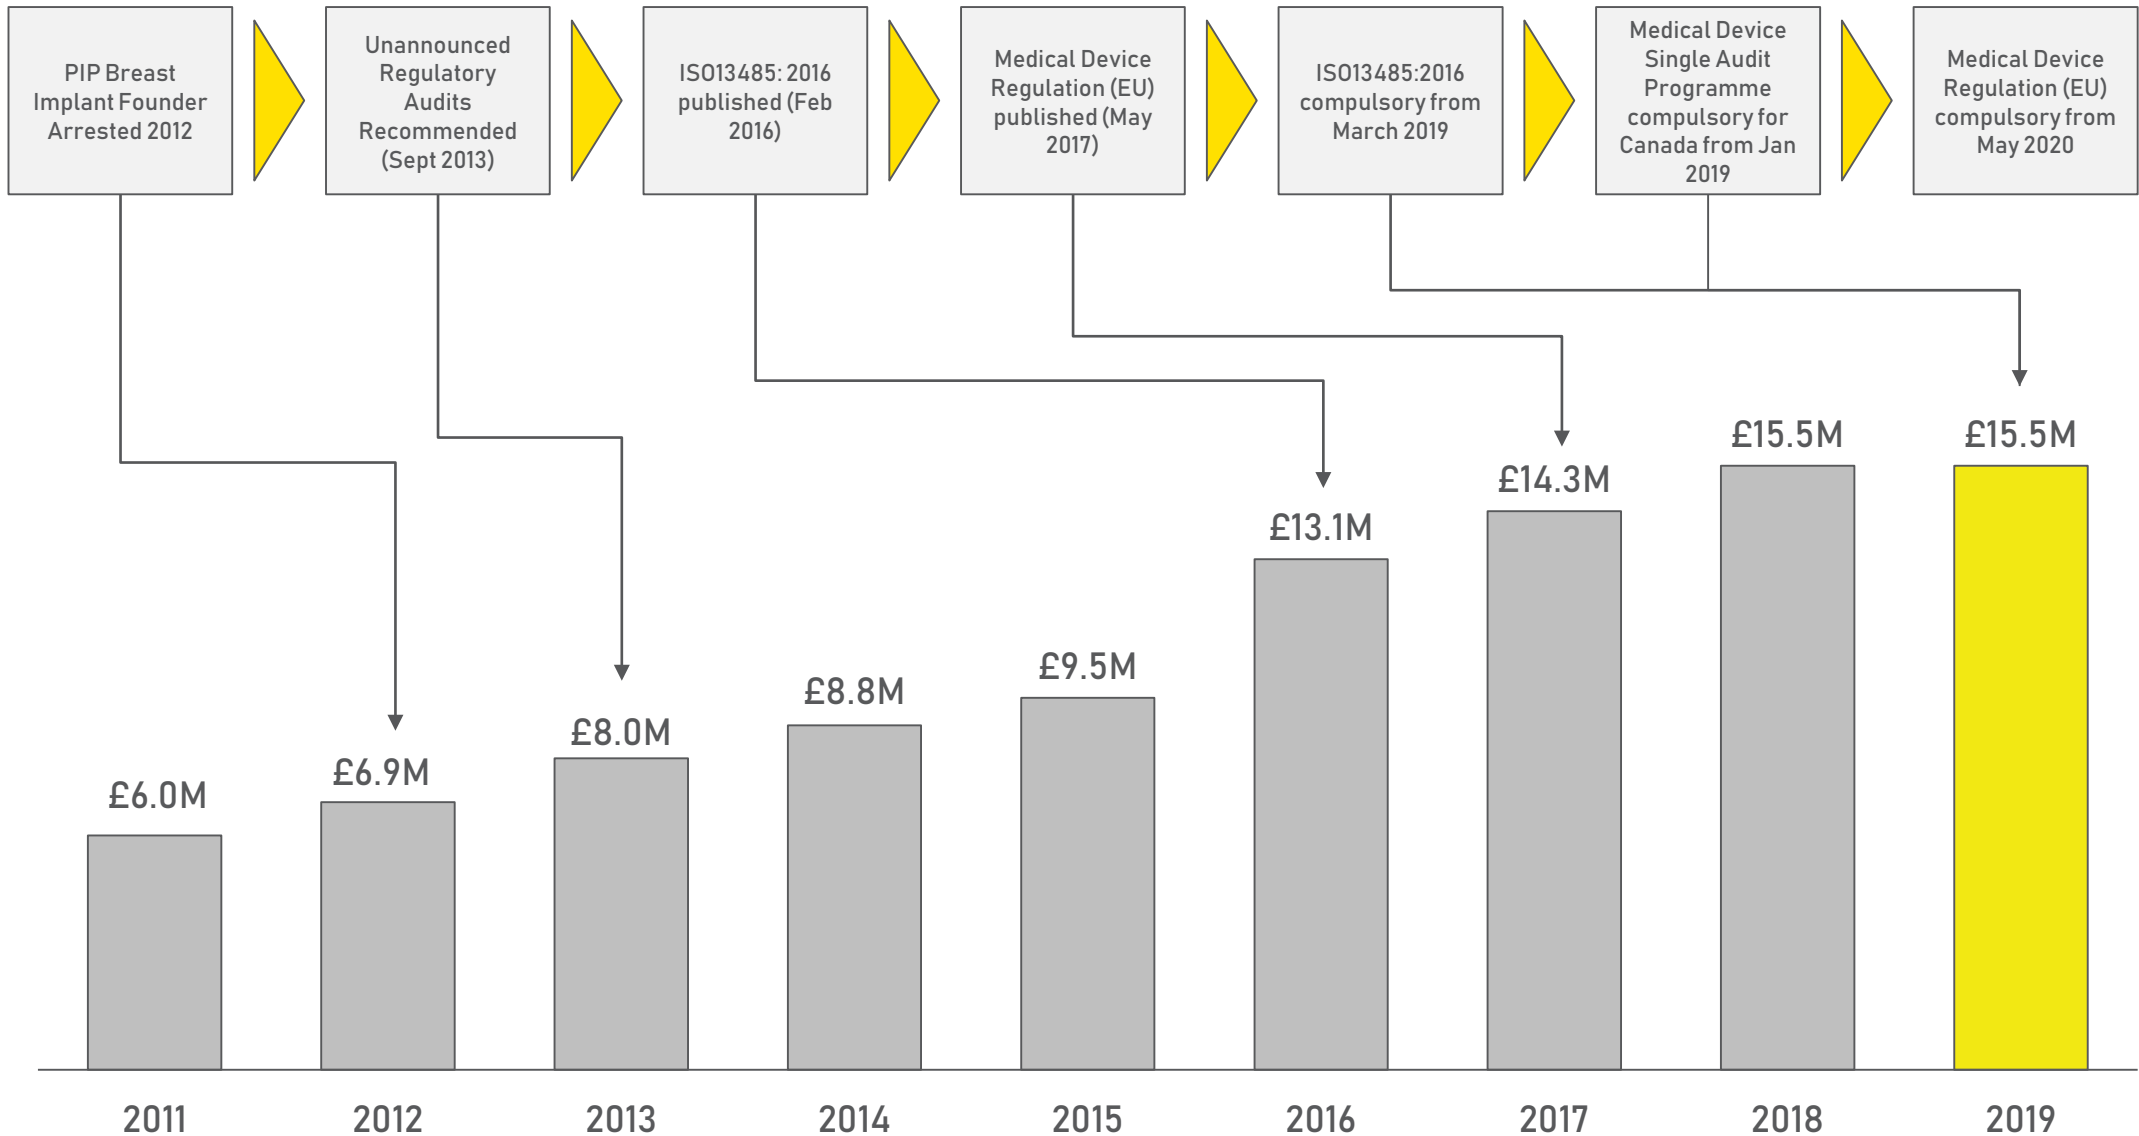 PIP Breast
Implant Founder
Arrested 2012
Unannounced
Regulatory
Audits
Recommended
(Sept 2013)
ISO13485: 2016
published (Feb
2016)
Medical Device
Regulation (EU)
published (May
2017)
ISO13485:2016
compulsory from
March 2019
Medical Device
Single Audit
Programme
compulsory for
Canada from Jan
2019
Medical Device
Regulation (EU)
compulsory from
May 2020
£6.0M
£6.9M
£8.0M
£8.8M
£9.5M
£13.1M
£14.3M
£15.5M
£15.5M
2011
2012
2013
2014
2015
2016
2017
2018
2019